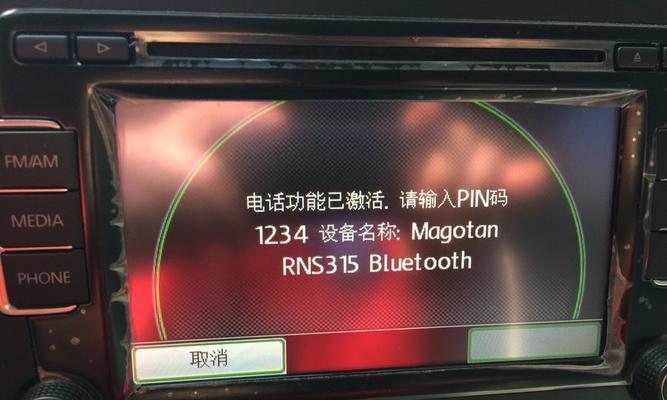 FM/AM
MEDIA
PHONE
电话功能已激活. 请输入PIN码
1234 设备名称: Magotan
RNS315 Bluetooth
取消